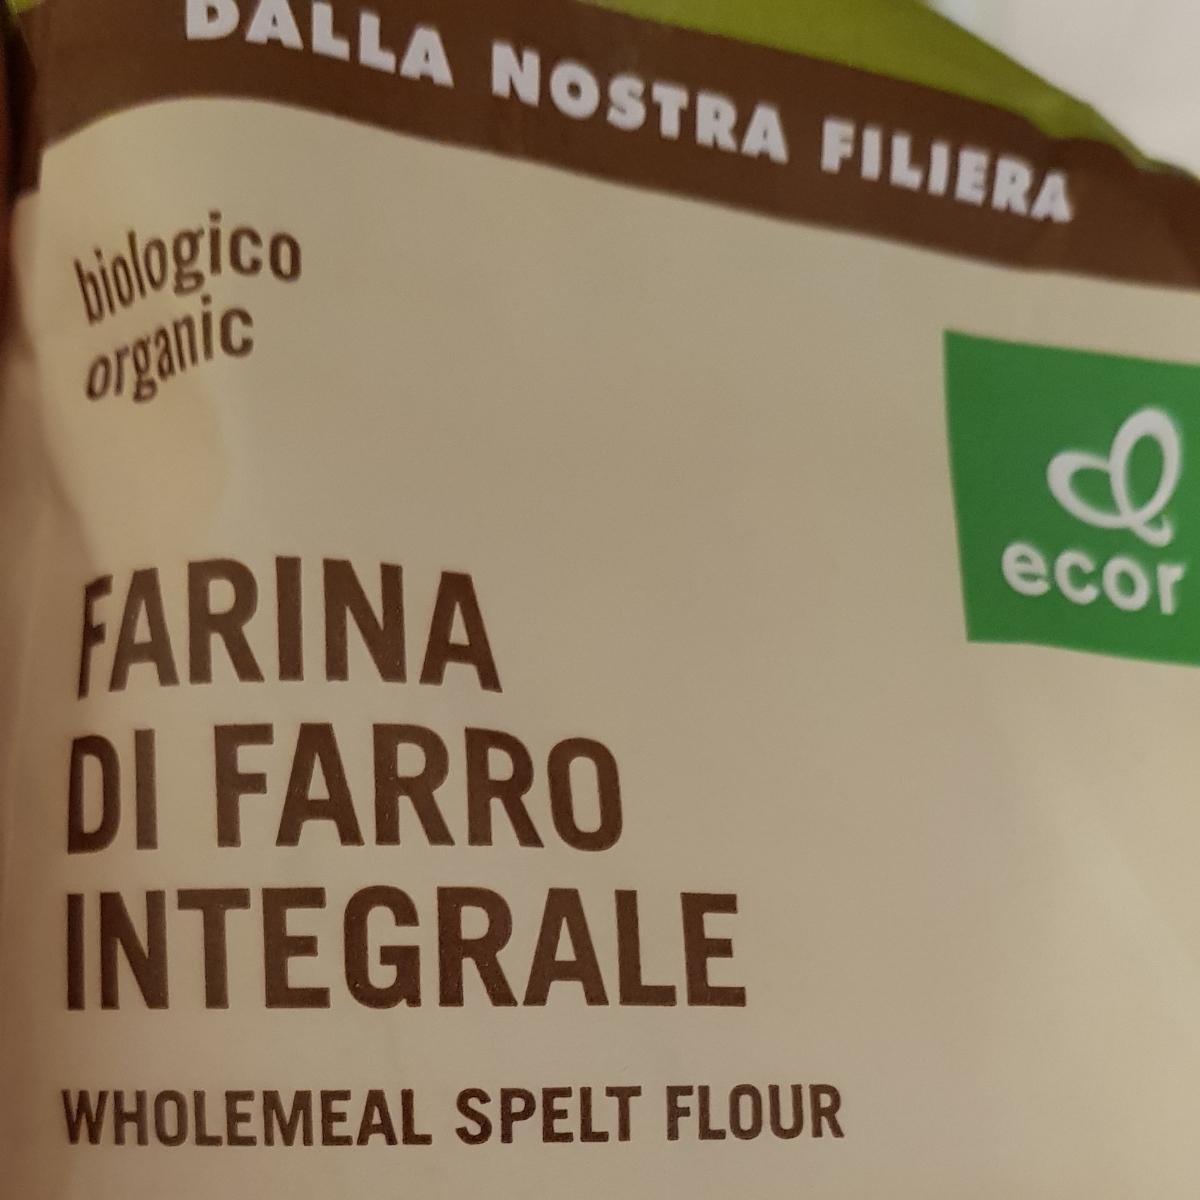 DALLA NOSTRA FILIERA
biologico
organic
ecor
FARINA
DI FARRO
INTEGRALE
WHOLEMEAL SPELT FLOUR